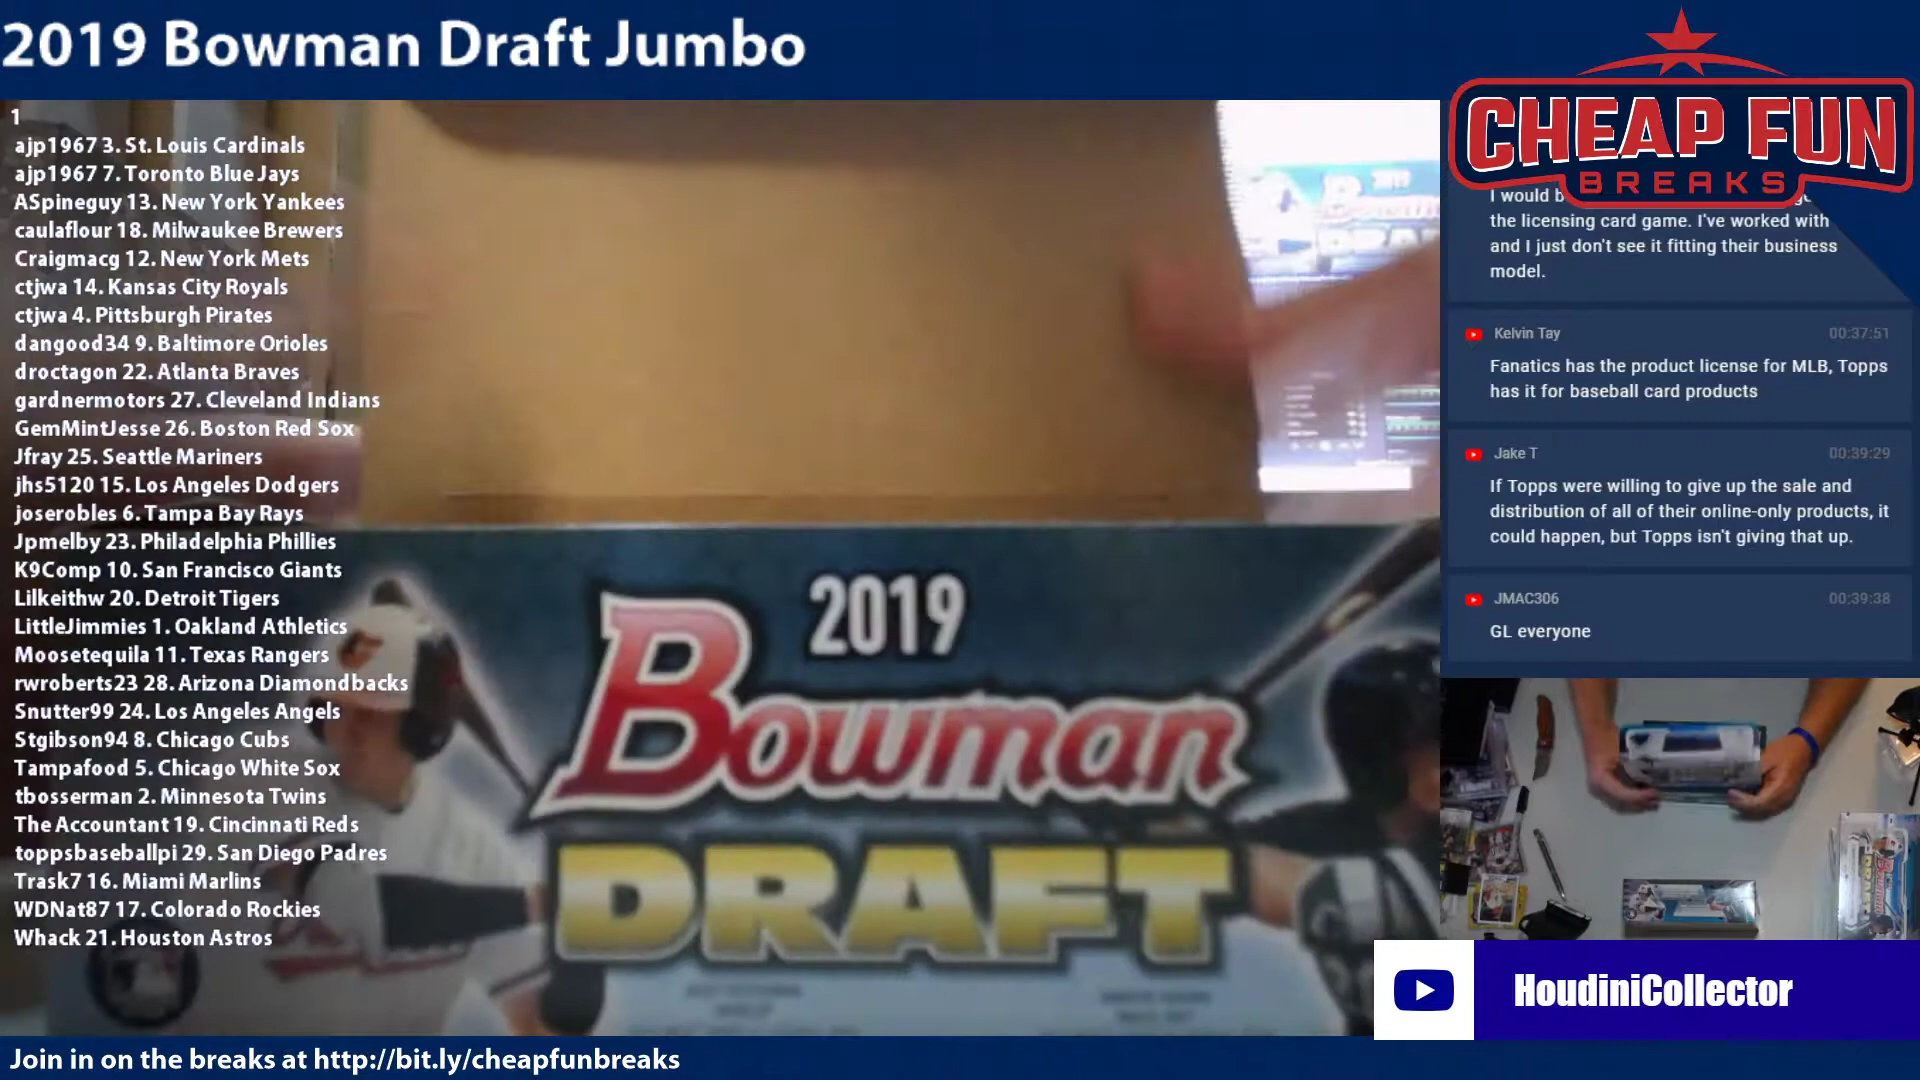 2019 Bowman Draft Jumbo
1
ajp1967 3. St. Louis Cardinals
ajp1967 7. Toronto Blue Jays
ASpineguy 13. New York Yankees
caulaflour 18. Milwaukee Brewers
Craigmacg 12. New York Mets
ctjwa 14. Kansas City Royals
ctjwa 4. Pittsburgh Pirates
dangood34 9. Baltimore Orioles
droctagon 22. Atlanta Braves
gardnermotors 27. Cleveland Indians
GemMintJesse 26. Boston Red Sox
Jfray 25. Seattle Mariners
jhs5120 15. Los Angeles Dodgers
joserobles 6. Tampa Bay Rays
Jpmelby 23. Philadelphia Phillies
K9Comp 10. San Francisco Giants
Lilkeithw 20. Detroit Tigers
LittleJimmies 1. Oakland Athletics
Moosetequila 11. Texas Rangers
rwroberts23 28. Arizona Diamondbacks
Snutter99 24. Los Angeles Angels
Stgibson94 8. Chicago Cubs
Tampafood 5. Chicago White Sox
tbosserman 2. Minnesota Twins
The Accountant 19. Cincinnati Reds
toppsbaseballpi 29. San Diego Padres
Trask7 16. Miami Marlins
WDNat87 17. Colorado Rockies
Whack 21. Houston Astros
2019
Bowman
DRAFT
CHEAP FUN
BREAKS
I would
the licensing card game. I've worked with
and I just don't see it fitting their business
model.
Kelvin Tay 00:37:51
Fanatics has the product license for MLB, Topps
has it for baseball card products
Jake T 00:39:29
If Topps were willing to give up the sale and
distribution of all of their online-only products, it
could happen, but Topps isn't giving that up.
JMAC306 00:39:38
GL everyone
Bowman
DRAFT
HoudiniCollector
Join in on the breaks at http://bit.ly/cheapfunbreaks